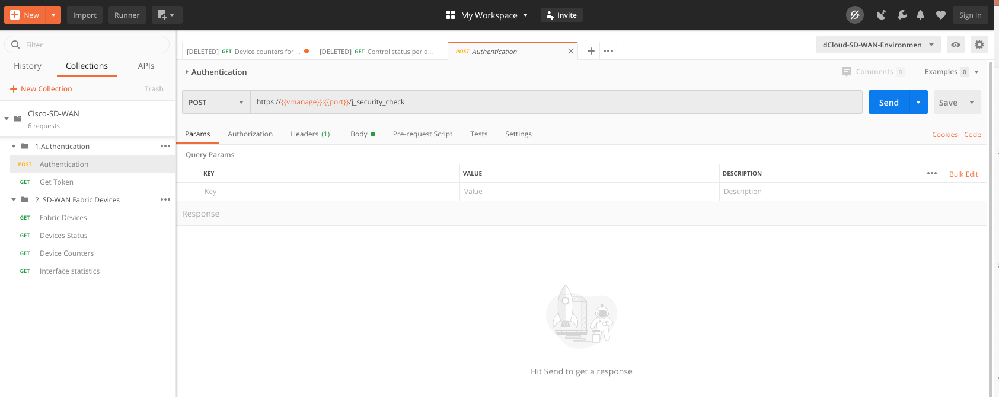 New
Import
Runner
My Workspace
Invite
Sign In
Filter
History Collections APIs
New Collection Trash
Cisco-SD-WAN
6 requests
1.Authentication
POST Authentication
GET Get Token
2. SD-WAN Fabric Devices
GET Fabric Devices
GET Devices Status
GET Device Counters
GET Interface statistics
[DELETED] GET Device counters for ...
[DELETED] GET Control status per d...
POST Authentication
dCloud-SD-WAN-Environmen
Authentication
Comments 0
Examples 0
POST https://{{vmanage}}:{{port}}/j_security_check Send Save
Params Authorization Headers (1) Body Pre-request Script Tests Settings Cookies Code
Query Params
KEY VALUE DESCRIPTION Bulk Edit
Key Value Description
Response
Hit Send to get a response